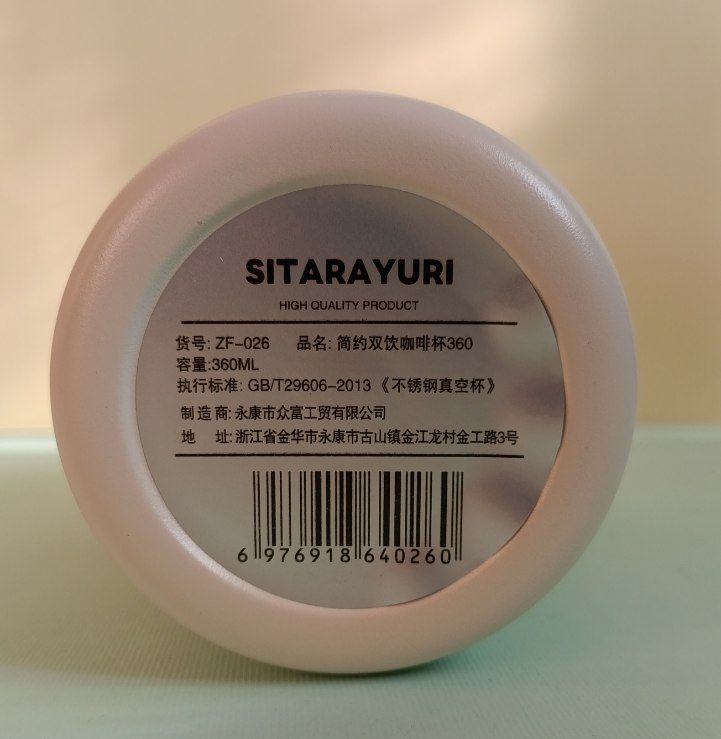 SITARAYURI
HIGH QUALITY PRODUCT
货号: ZF-026 品名: 简约双饮咖啡杯360
容量:360ML
执行标准: GB/T29606-2013《不锈钢真空杯》
制造商:永康市众富工贸有限公司
地 址:浙江省金华市永康市古山镇金江龙村金工路3号
6 976918 640260